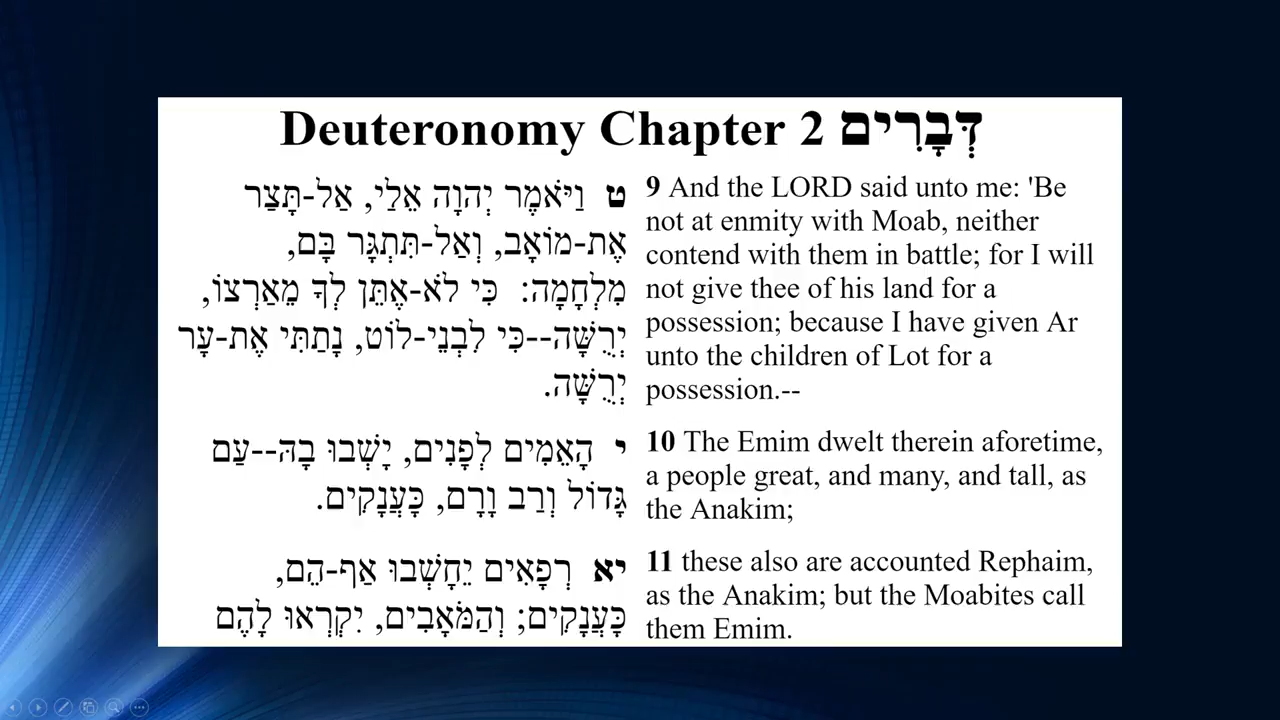 Deuteronomy Chapter 2 דְּבָרִים
ט וַיֹּאמֶר יְהוָה אֵלַי, אַל-תָּצַר
אֶת-מוֹאָב, וְאַל-תִּתְגָּר בָּם,
מִלְחָמָה: כִּי לֹא-אֶתֵּן לְךָ מֵאַרְצוֹ,
יְרֻשָּׁה--כִּי לִבְנֵי-לוֹט, נָתַתִּי אֶת-עָר
יְרֻשָּׁה.
9 And the LORD said unto me: 'Be
not at enmity with Moab, neither
contend with them in battle; for I will
not give thee of his land for a
possession; because I have given Ar
unto the children of Lot for a
possession.--
י הָאֵמִים לְפָנִים, יָשְׁבוּ בָהּ--עַם
גָּדוֹל וְרַב וָרָם, כָּעֲנָקִים.
10 The Emim dwelt therein aforetime,
a people great, and many, and tall, as
the Anakim;
יא רְפָאִים יֵחָשְׁבוּ אַף-הֵם,
כָּעֲנָקִים; וְהַמֹּאָבִים, יִקְרְאוּ לָהֶם
11 these also are accounted Rephaim,
as the Anakim; but the Moabites call
them Emim.